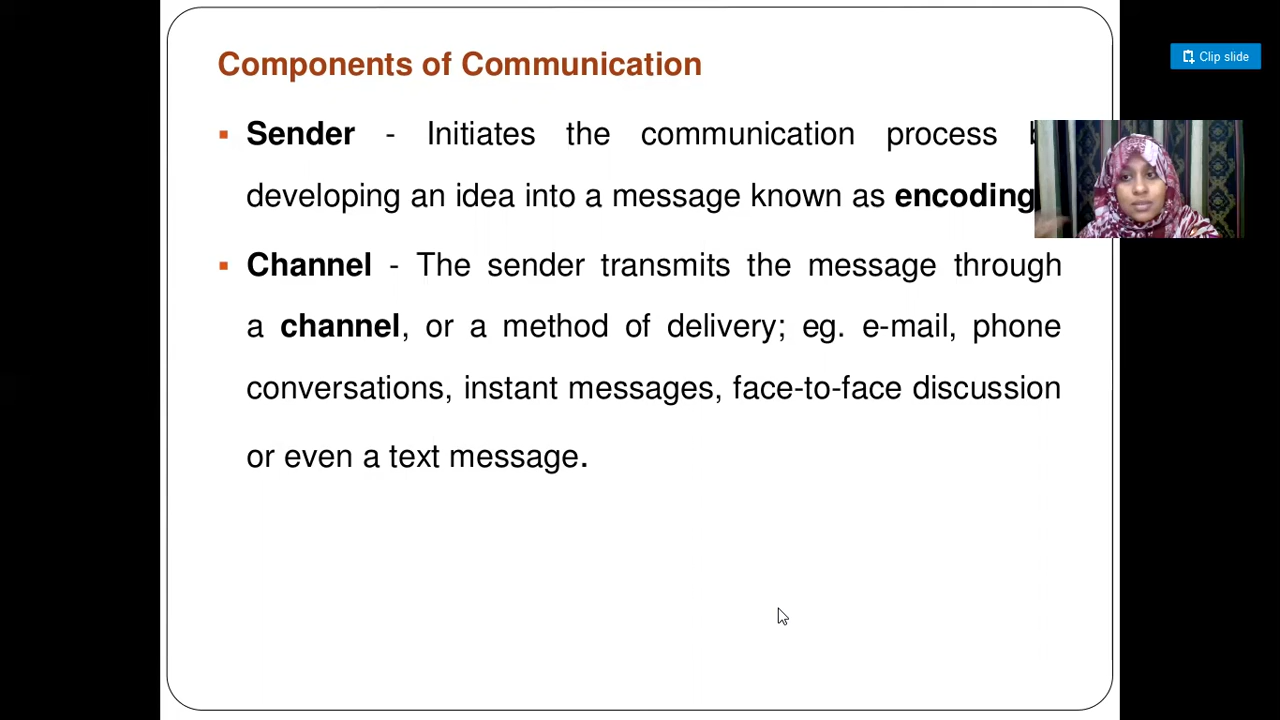 Clip slide
Components of Communication
▪ Sender - Initiates the communication process
developing an idea into a message known as encoding
▪ Channel - The sender transmits the message through
a channel, or a method of delivery; eg. e-mail, phone
conversations, instant messages, face-to-face discussion
or even a text message.